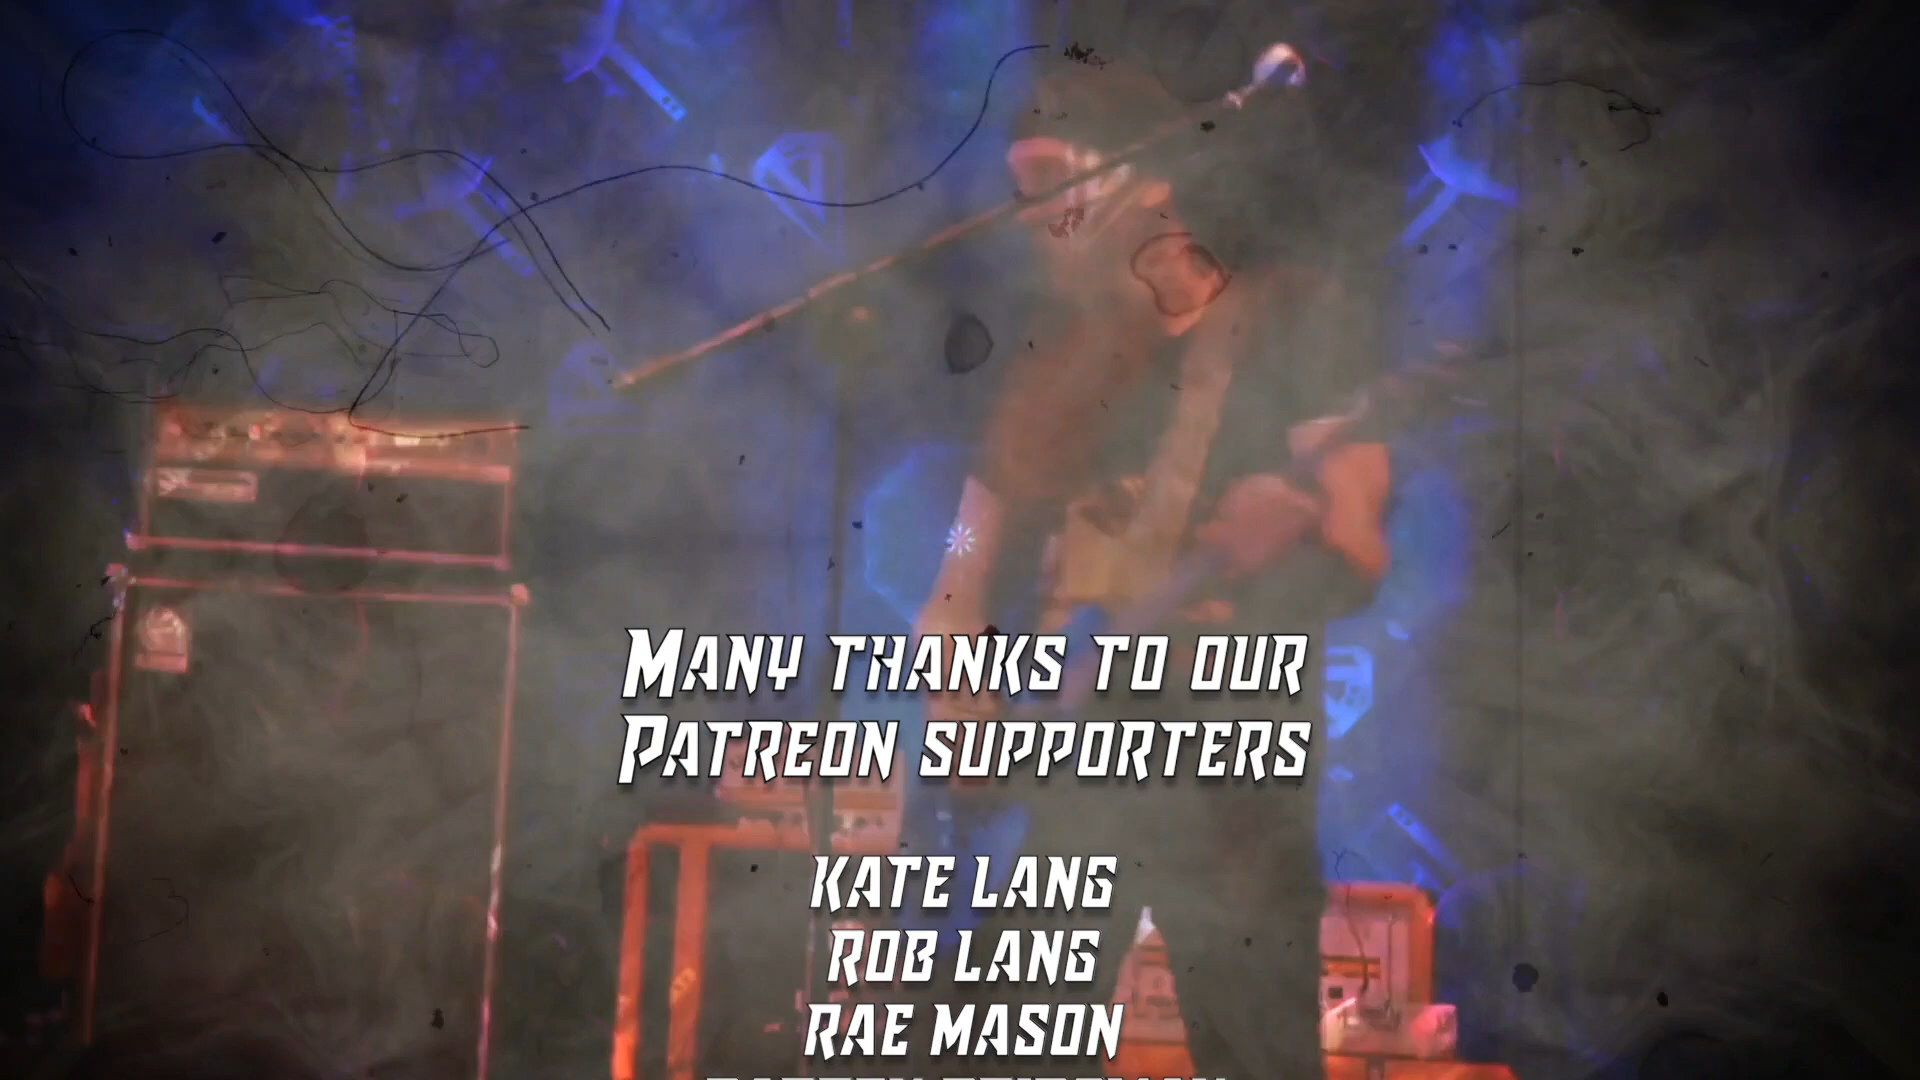 Many thanks to our
Patreon supporters
KATE LANG
ROB LANG
RAE MASON